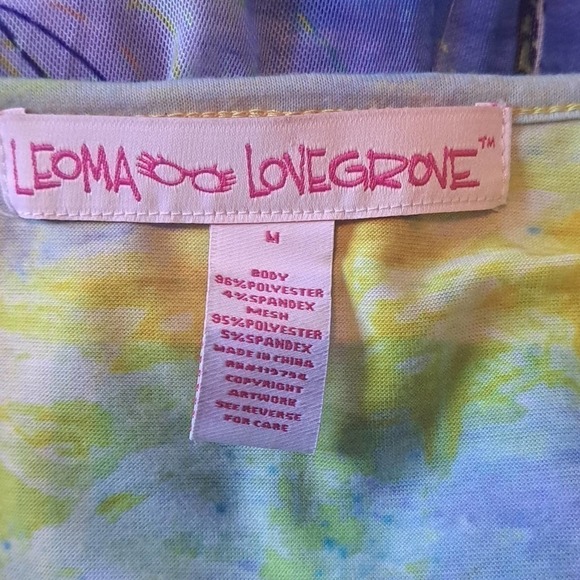 LEOMA LOVEGROVE™
M
BODY
96%POLYESTER
4%SPANDEX
MESH
95%POLYESTER
5%SPANDEX
MADE IN CHINA
RN#119794
COPYRIGHT
ARTWORK
SEE REVERSE
FOR CARE